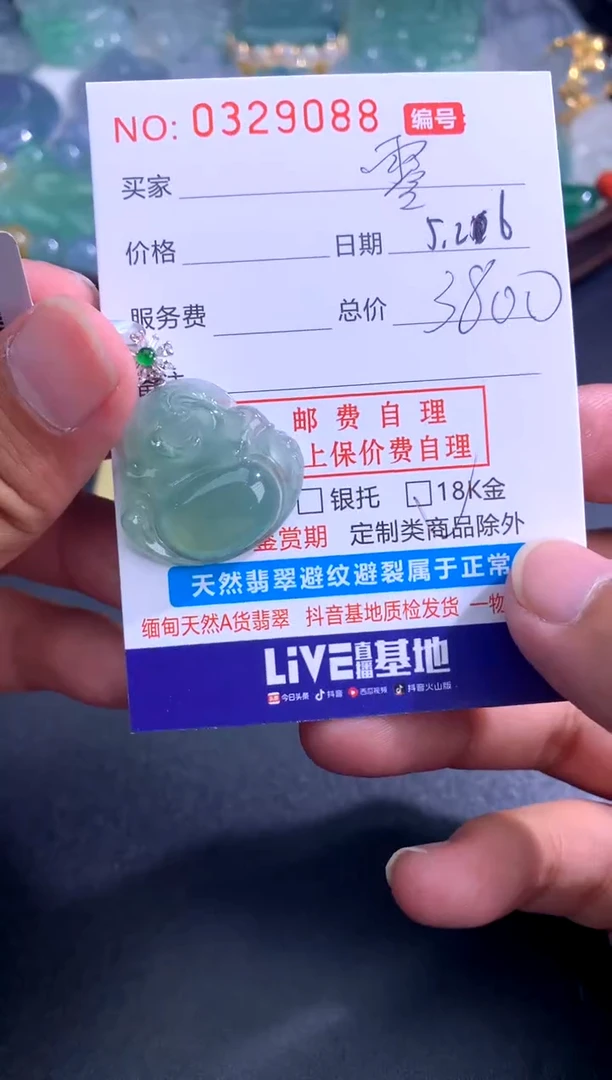 NO: 0329088 编号
买家
价格 日期 5.2 6
服务费 总价 3800
邮费自理
上保价费自理
银托 18K金
鉴赏期 定制类商品除外
天然翡翠避纹避裂属于正常
缅甸天然A货翡翠 抖音基地质检发货 一物
LiVE直播基地
今日头条 抖音 西瓜视频 抖音火山版